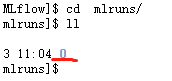 MLflow]$ cd  mlruns/
mlruns]$ ll
3 11:04 0
mlruns]$